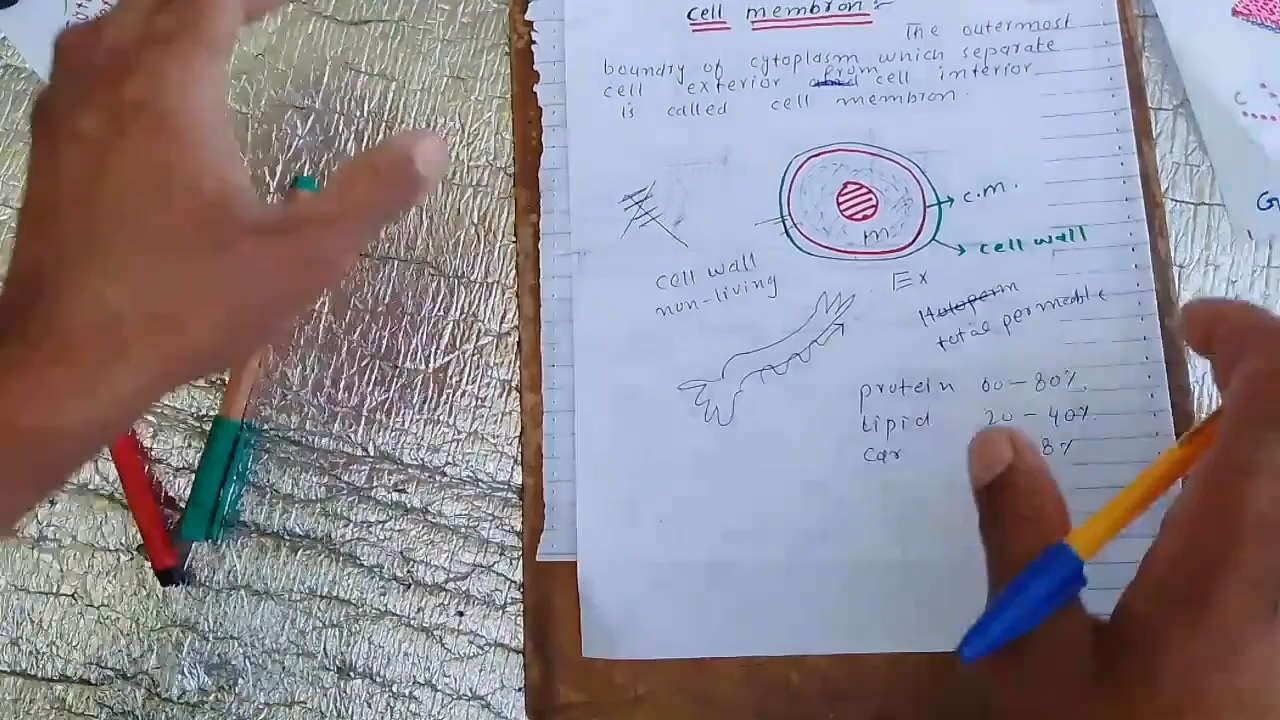 cell membron :-
The outermost
boundry of cytoplasm which separate
cell exterior from cell interior
is called cell membron.
c.m.
cell wall
m
cell wall
non-living
Ex
total permeable
protein 60-80%
Lipid 20-40%
Car 8%
C
G